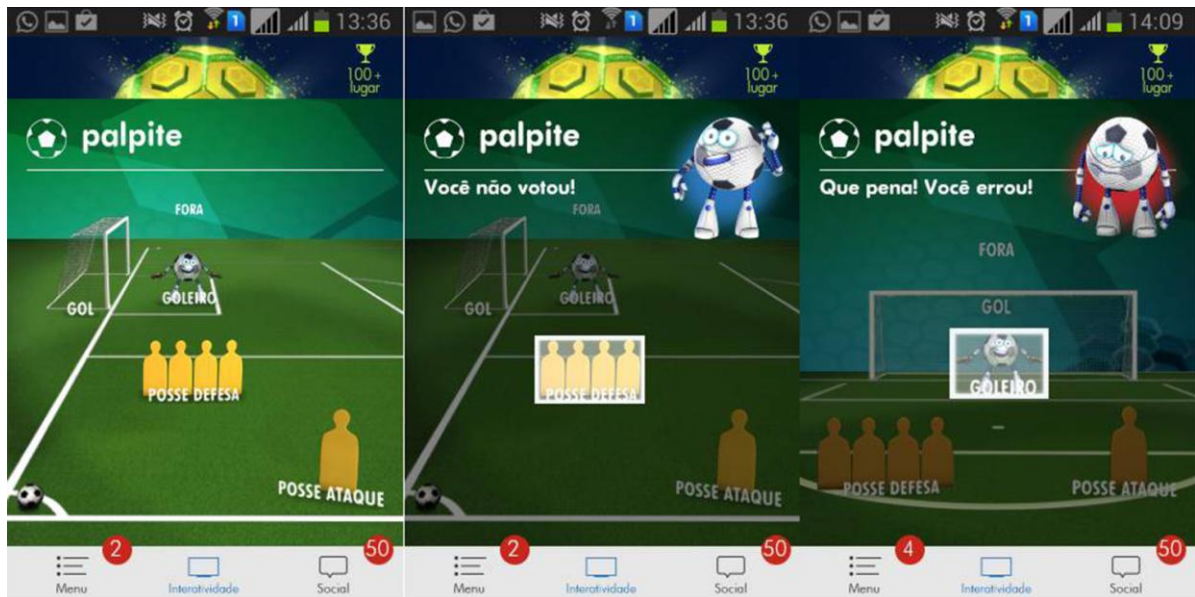 1 13:36
100+
lugar
palpite
FORA
GOL
GOLEIRO
POSSE DEFESA
POSSE ATAQUE
2
50
Menu
Interatividade
Social
1 13:36
100+
lugar
palpite
Você não votou!
FORA
GOL
GOLEIRO
POSSE DEFESA
POSSE ATAQUE
2
50
Menu
Interatividade
Social
1 14:09
100+
lugar
palpite
Que pena! Você errou!
FORA
GOL
GOLEIRO
POSSE DEFESA
POSSE ATAQUE
4
50
Menu
Interatividade
Social